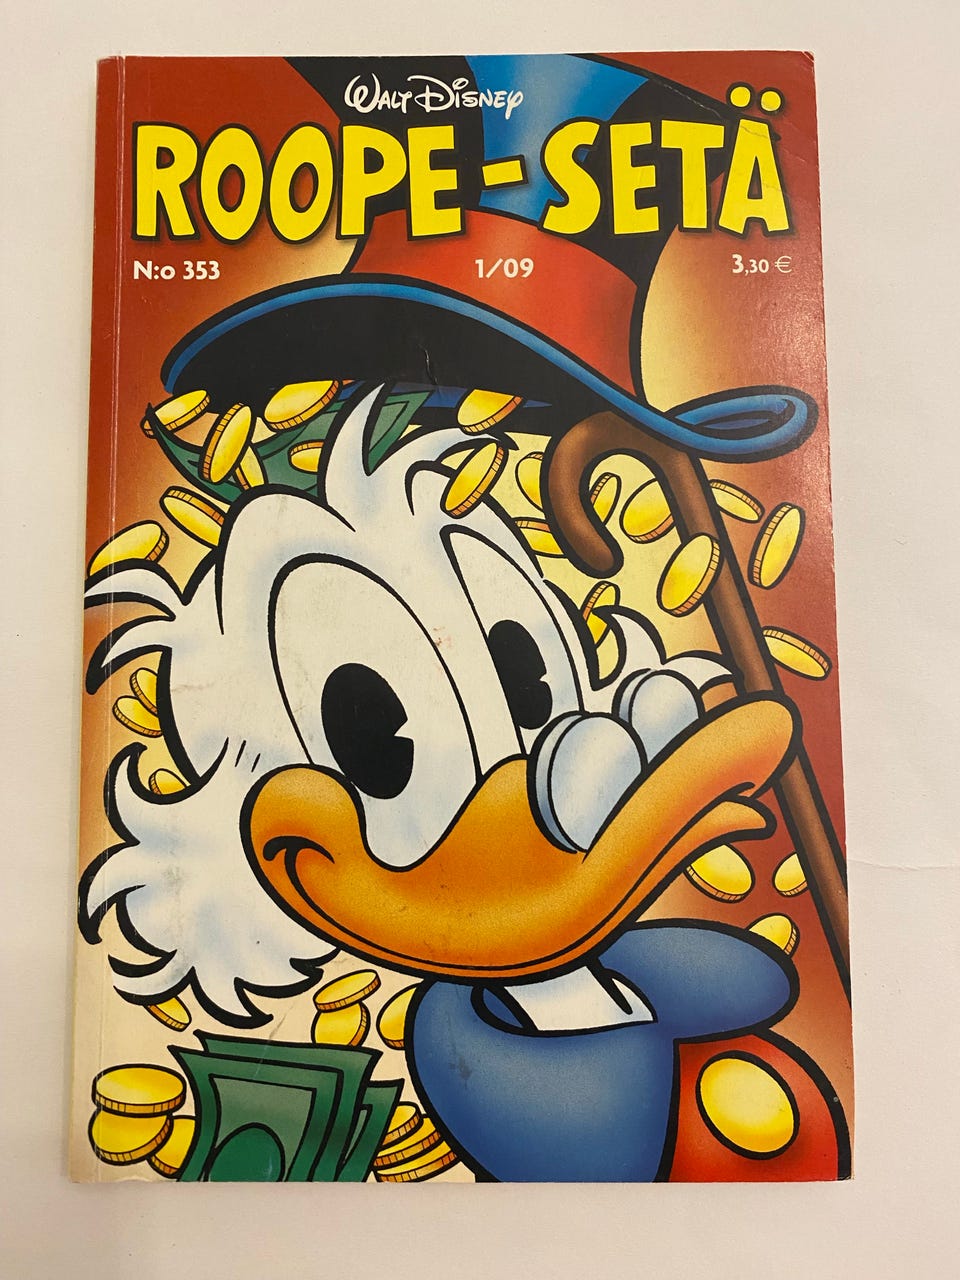 Walt Disney
ROOPE-SETÄ
N:o 353 1/09 3,30 €